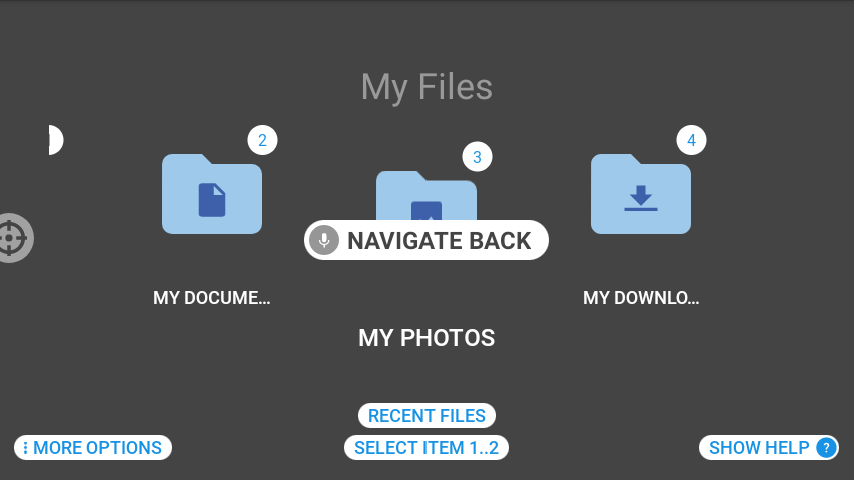 My Files
2
3
4
NAVIGATE BACK
MY DOCUME...
MY DOWNLO...
MY PHOTOS
RECENT FILES
MORE OPTIONS
SELECT ITEM 1..2
SHOW HELP ?